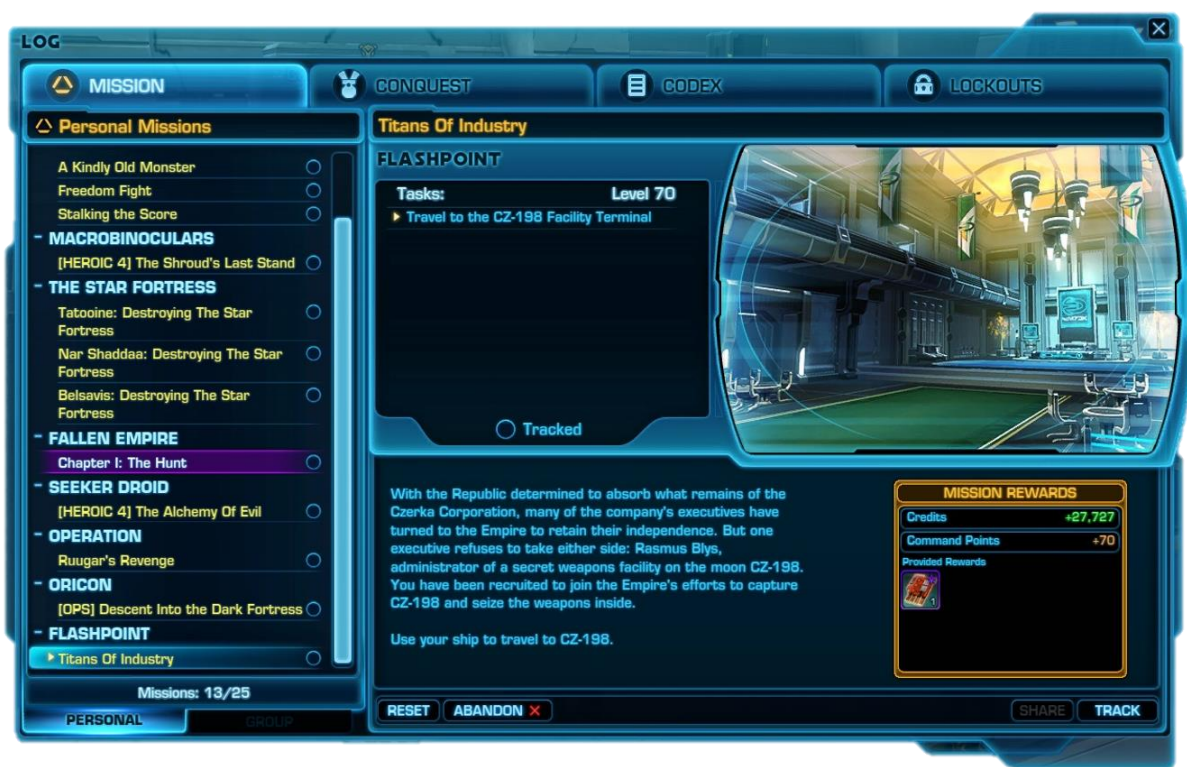 LOG
MISSION
CONQUEST
CODEX
LOCKOUTS
Personal Missions
A Kindly Old Monster
Freedom Fight
Stalking the Score
- MACROBINOCULARS
[HEROIC 4] The Shroud's Last Stand
- THE STAR FORTRESS
Tatooine: Destroying The Star
Fortress
Nar Shaddaa: Destroying The Star
Fortress
Belsavis: Destroying The Star
Fortress
- FALLEN EMPIRE
Chapter I: The Hunt
- SEEKER DROID
[HEROIC 4] The Alchemy Of Evil
- OPERATION
Ruugar's Revenge
- ORICON
[OPS] Descent Into the Dark Fortress
- FLASHPOINT
Titans Of Industry
Missions: 13/25
PERSONAL
GROUP
Titans Of Industry
FLASHPOINT
Tasks: Level 70
Travel to the CZ-198 Facility Terminal
Tracked
With the Republic determined to absorb what remains of the
Czerka Corporation, many of the company's executives have
turned to the Empire to retain their independence. But one
executive refuses to take either side: Rasmus Blys,
administrator of a secret weapons facility on the moon CZ-198.
You have been recruited to join the Empire's efforts to capture
CZ-198 and seize the weapons inside.
Use your ship to travel to CZ-198.
MISSION REWARDS
Credits +27,727
Command Points +70
Provided Rewards
1
RESET
ABANDON
SHARE
TRACK